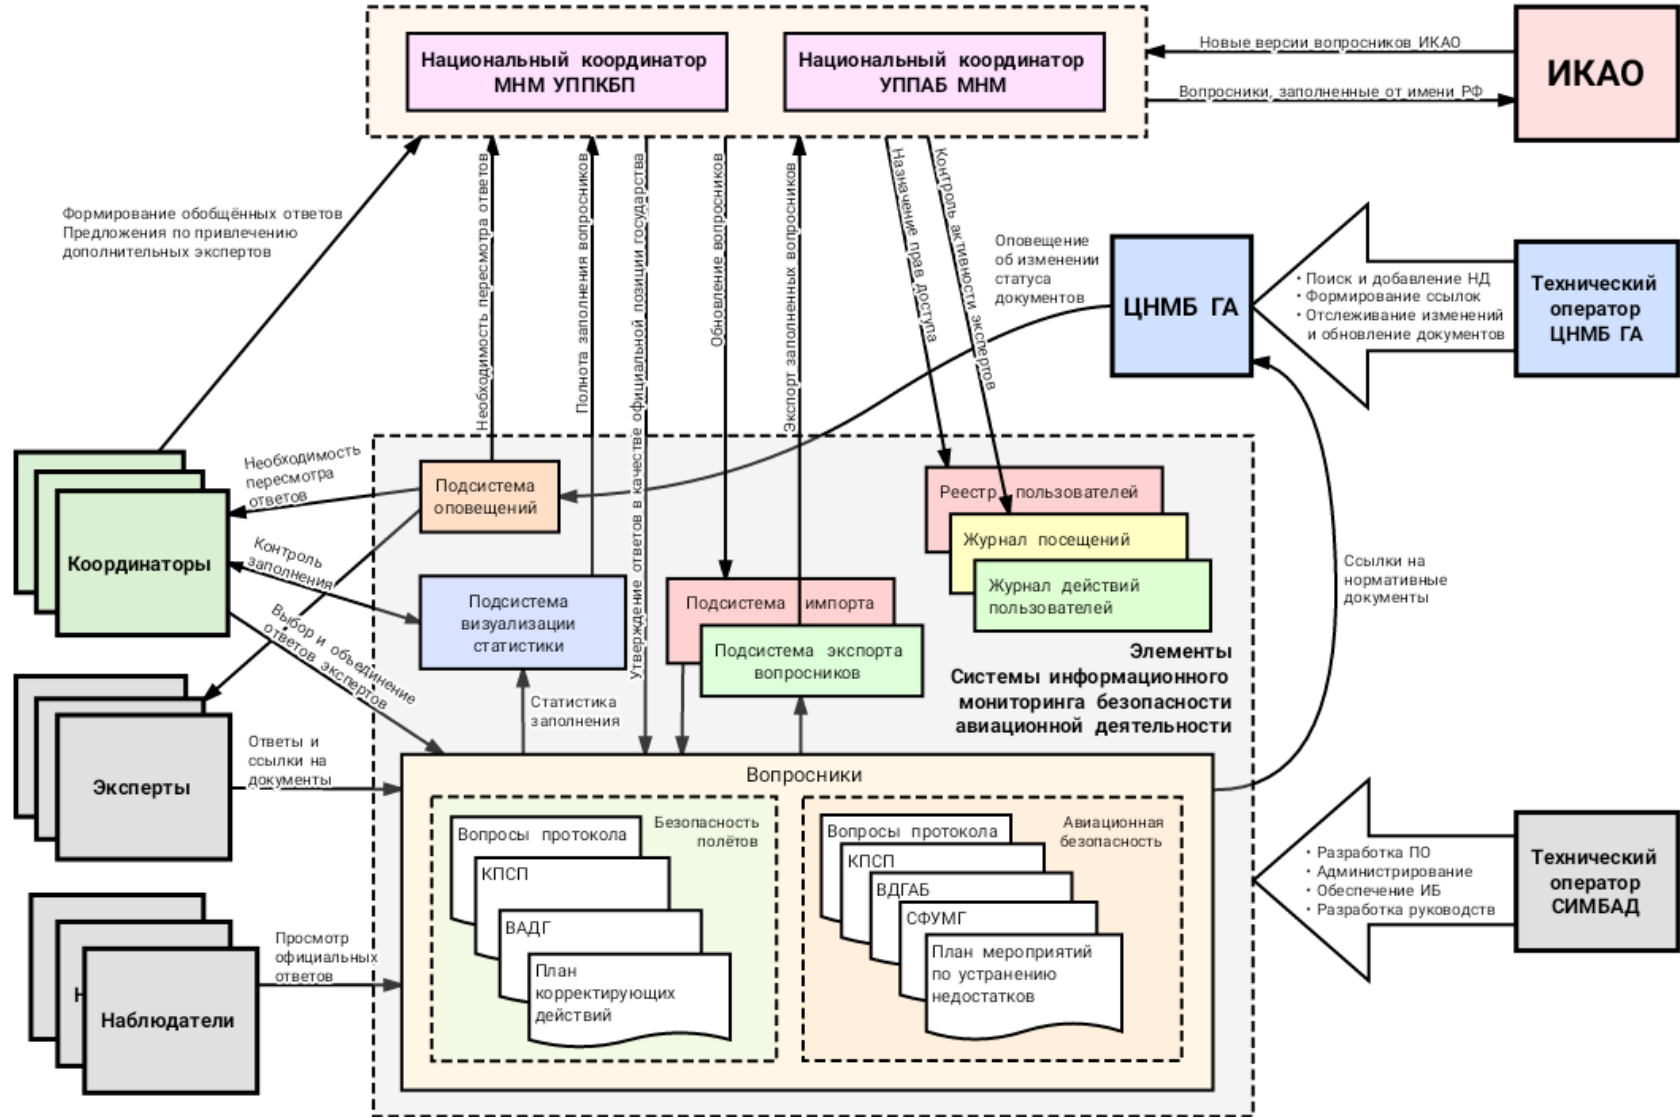 Национальный координатор
МНМ УППКБП
Национальный координатор
УППАБ МНМ
Новые версии вопросников ИКАО
Вопросники, заполненные от имени РФ
ИКАО
Формирование обобщённых ответов
Предложения по привлечению
дополнительных экспертов
Необходимость пересмотра ответов
Полнота заполнения вопросников
Утверждение ответов в качестве официальной позиции государства
Обновление вопросников
Экспорт заполненных вопросников
Назначение прав доступа
Контроль активности экспертов
Оповещение
об изменении
статуса
документов
ЦНМБ ГА
• Поиск и добавление НД
• Формирование ссылок
• Отслеживание изменений
и обновление документов
Технический
оператор
ЦНМБ ГА
Необходимость
пересмотра
ответов
Координаторы
Контроль
заполнения
Выбор и объединение
ответов экспертов
Подсистема
оповещений
Подсистема
визуализации
статистики
Статистика
заполнения
Подсистема импорта
Подсистема экспорта
вопросников
Реестр пользователей
Журнал посещений
Журнал действий
пользователей
Элементы
Системы информационного
мониторинга безопасности
авиационной деятельности
Ссылки на
нормативные
документы
Эксперты
Ответы и
ссылки на
документы
Н
Наблюдатели
Просмотр
официальных
ответов
Вопросники
Безопасность
полётов
Вопросы протокола
КПСП
ВАДГ
План
корректирующих
действий
Авиационная
безопасность
Вопросы протокола
КПСП
ВДГАБ
СФУМГ
План мероприятий
по устранению
недостатков
• Разработка ПО
• Администрирование
• Обеспечение ИБ
• Разработка руководств
Технический
оператор
СИМБАД